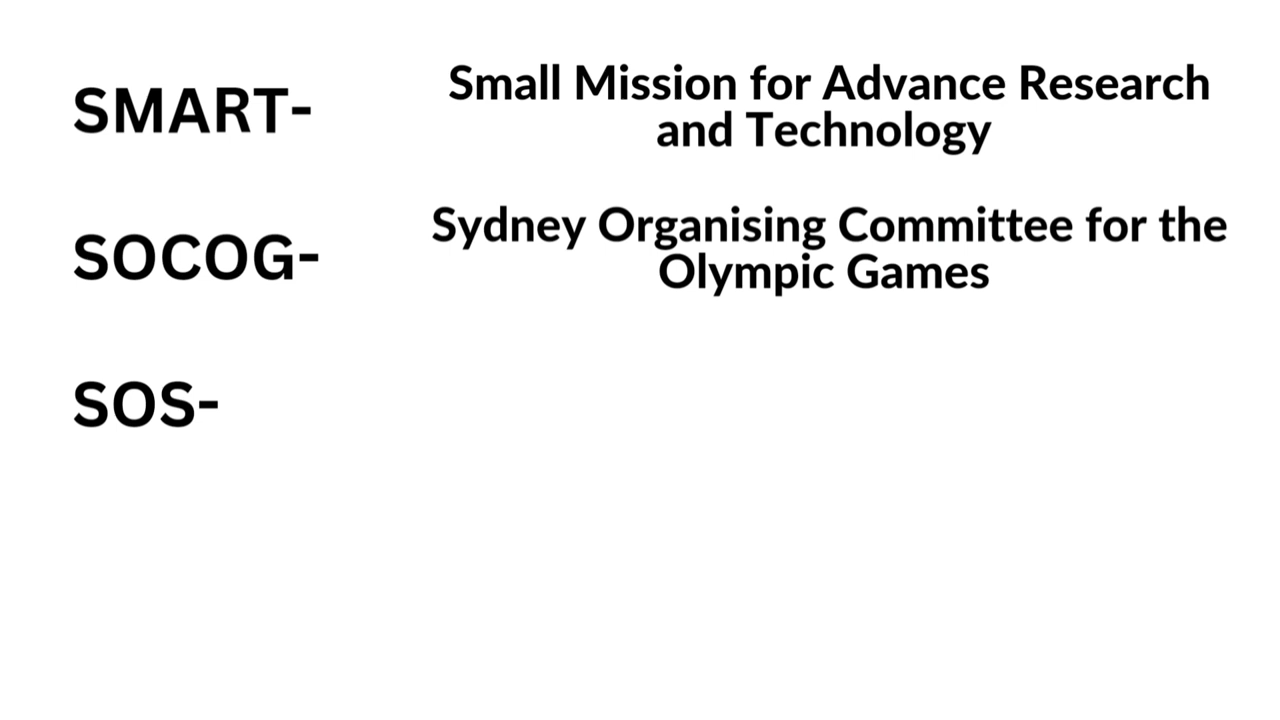 SMART-
Small Mission for Advance Research
and Technology
SOCOG-
Sydney Organising Committee for the
Olympic Games
SOS-